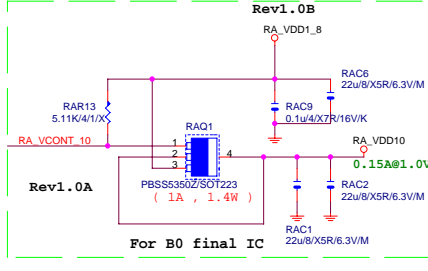 Rev1.0B
RA_VDD1_8
RAC6
22u/8/X5R/6.3V/M
RAR13
5.11K/4/1/X
RAC9
0.1u/4/X7R/16V/K
RAQ1
RA_VCONT_10
1
2
3
4
RA_VDD10
0.15A@1.0V
Rev1.0A
PBSS5350Z/SOT223
( 1A , 1.4W )
RAC2
22u/8/X5R/6.3V/M
RAC1
22u/8/X5R/6.3V/M
For B0 final IC